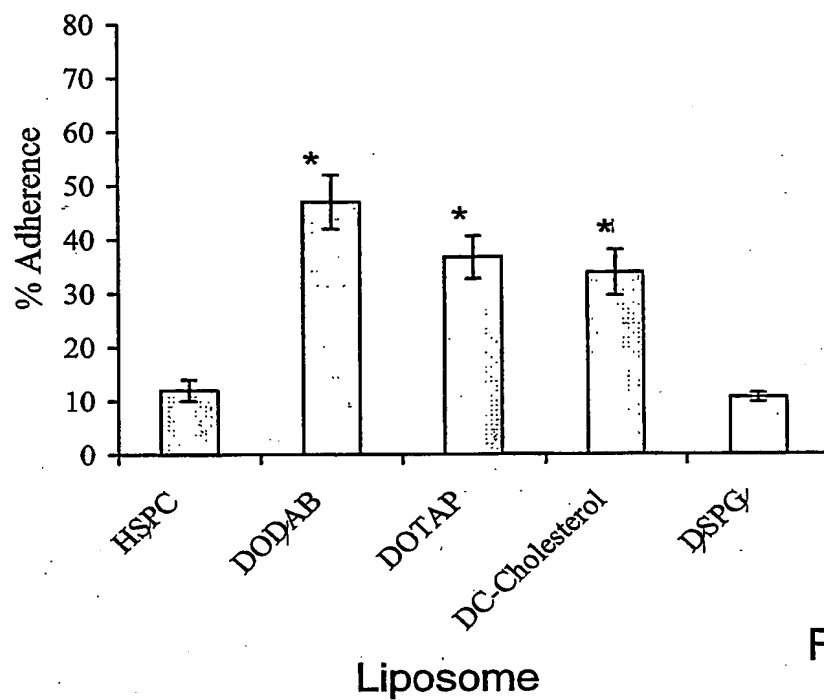 80
70
60
50
40
30
20
10
0
% Adherence
*
*
*
HSPC
DODAB
DOTAP
DC-Cholesterol
DSPG
Liposome